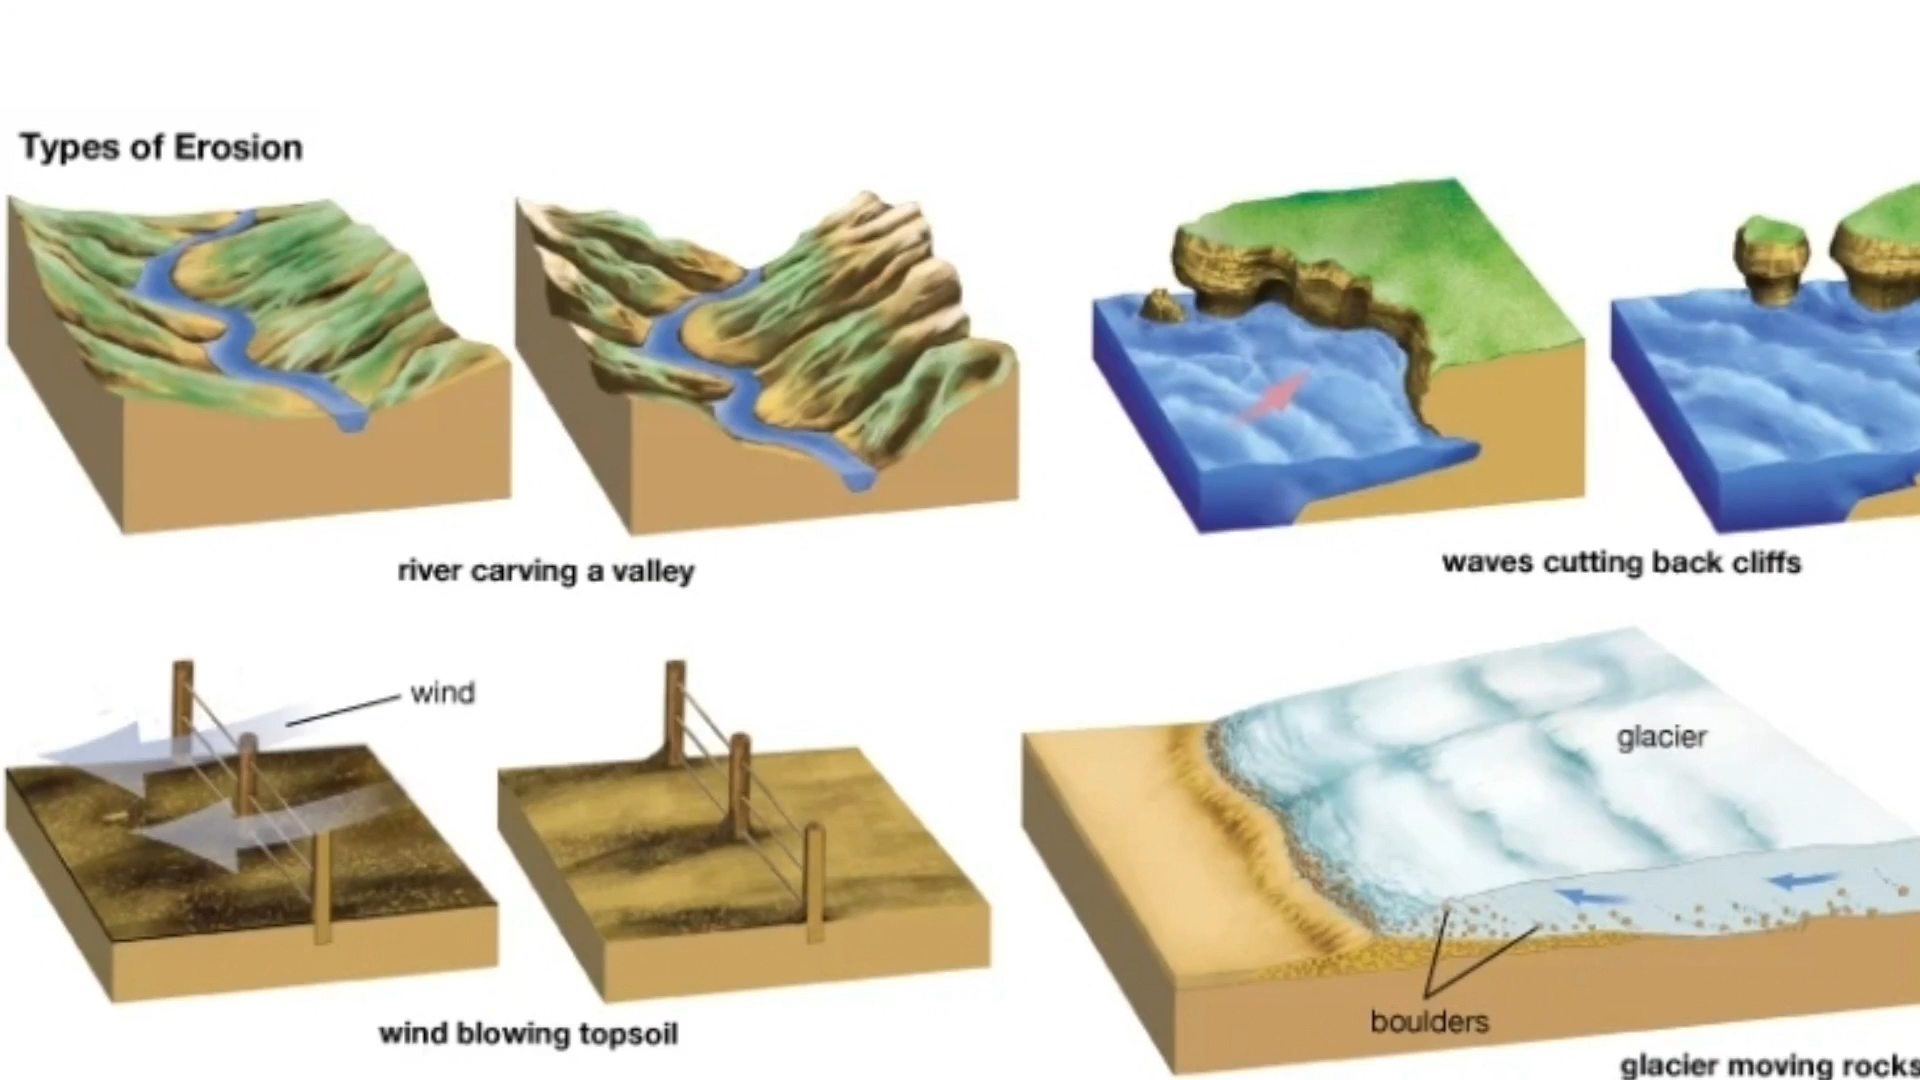 Types of Erosion
river carving a valley
waves cutting back cliffs
wind
wind blowing topsoil
glacier
boulders
glacier moving rocks